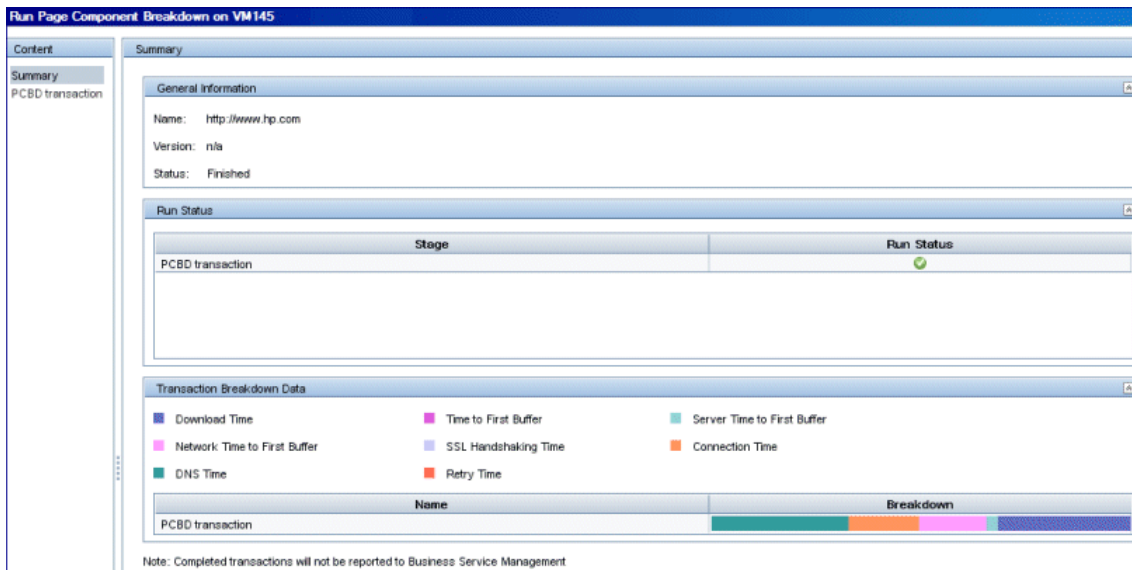 Run Page Component Breakdown on VM145
Content
Summary
PCBD transaction
Summary
General Information
Name: http://www.hp.com
Version: n/a
Status: Finished
Run Status
Stage Run Status
PCBD transaction
Transaction Breakdown Data
Download Time Time to First Buffer Server Time to First Buffer
Network Time to First Buffer SSL Handshaking Time Connection Time
DNS Time Retry Time
Name Breakdown
PCBD transaction
Note: Completed transactions will not be reported to Business Service Management